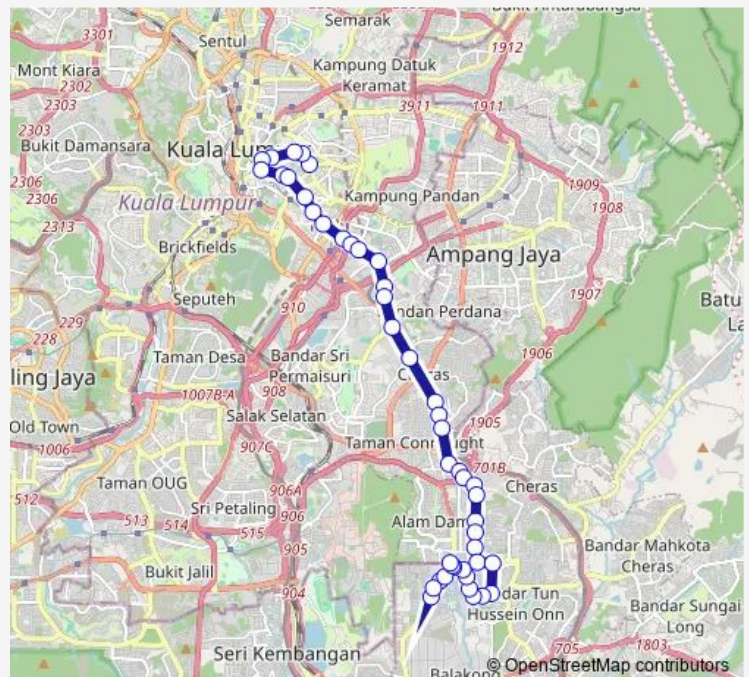 Semarak
3301
Sentul
1912
Mont Kiara
Kampung Datuk
Keramat
2302
2303
3911
1911
2303
Bukit Damansara
Kuala Lum
2306
1909
2306
Kuala Lumpur
Kampung Pandan
1908
2313
Brickfields
Ampang Jaya
Seputeh
910
1907
Batu
ndan Perdana
229
228
Taman Desa
Bandar Sri
Permaisuri
1906
ling Jaya
1007B-A
908
Old Town
Salak Selatan
1905
1006
907C
Taman Conn ght
701B
Taman OUG
906A
Cheras
512
Sri Petaling
906
513
514
515
Alam Dam
905
Bandar Mahkota
Cheras
Bukit Jalil
904
dar Tun
Hussein Onn
Bandar Sungai
Long
Seri Kembangan
705
1803
Balakong
© OpenStreetMap contributors